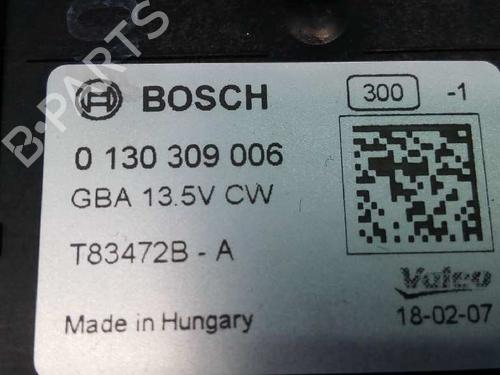 BOSCH
300 -1
0 130 309 006
GBA 13.5V CW
T83472B - A
Valeo
Made in Hungary
18-02-07
B-PARTS